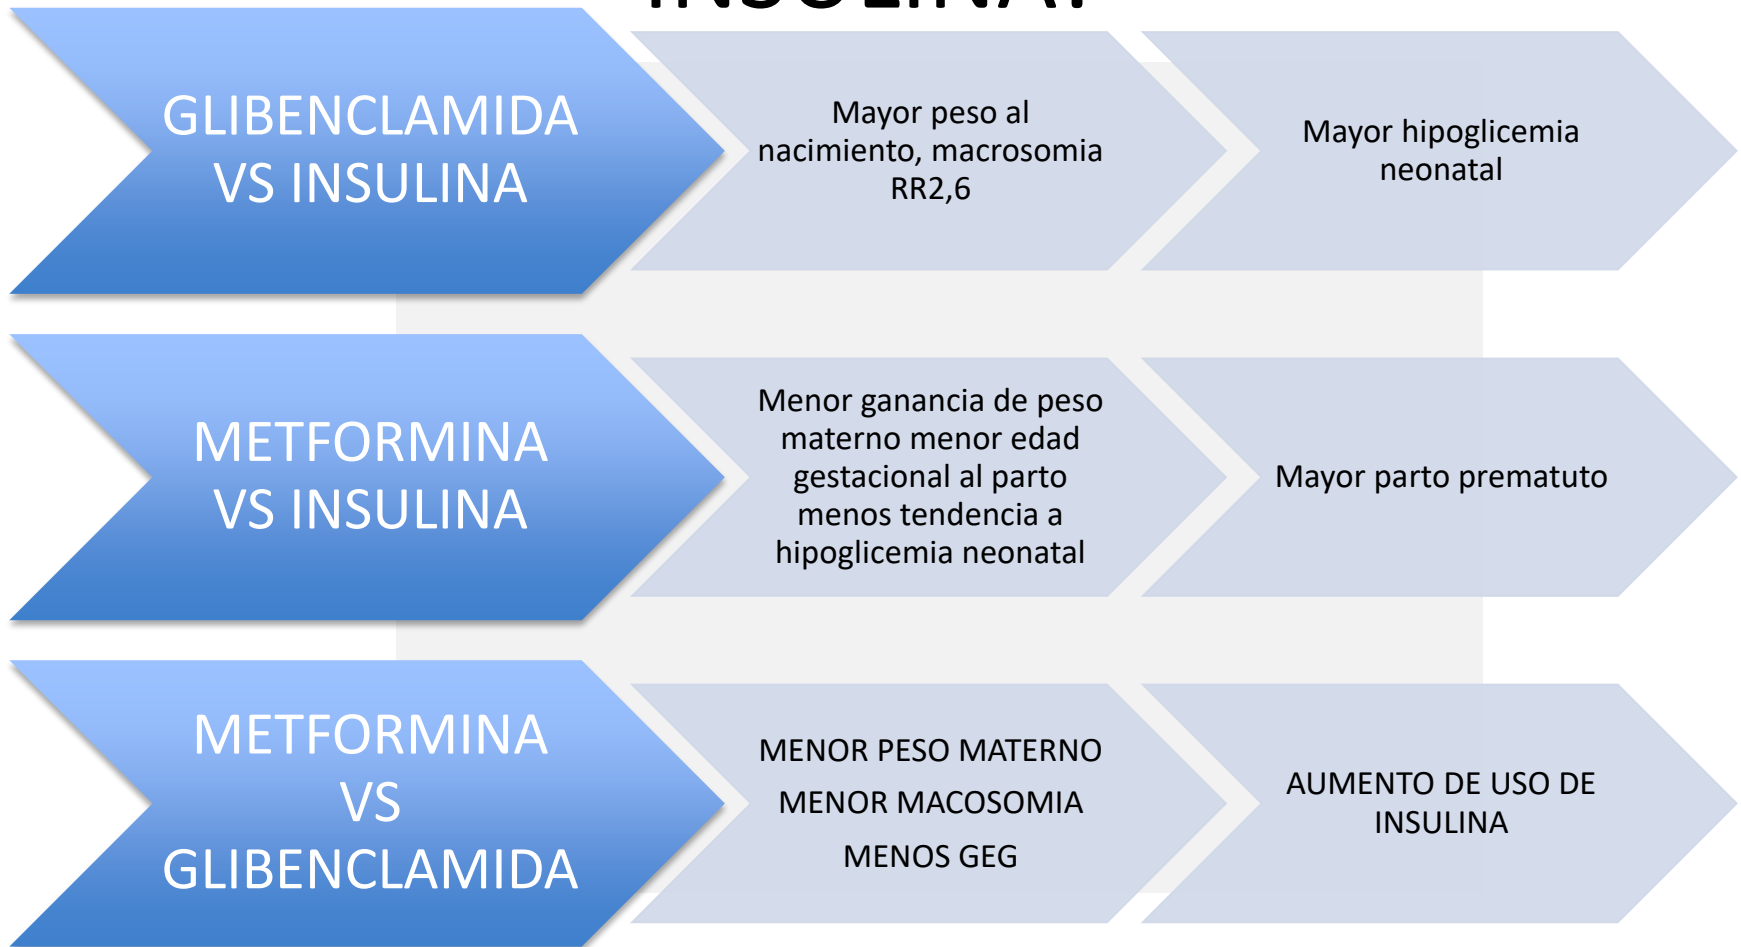 INSULINA?
GLIBENCLAMIDA
VS INSULINA
Mayor peso al
nacimiento, macrosomia
RR2,6
Mayor hipoglicemia
neonatal
METFORMINA
VS INSULINA
Menor ganancia de peso
materno menor edad
gestacional al parto
menos tendencia a
hipoglicemia neonatal
Mayor parto prematuto
METFORMINA
VS
GLIBENCLAMIDA
MENOR PESO MATERNO
MENOR MACOSOMIA
MENOS GEG
AUMENTO DE USO DE
INSULINA